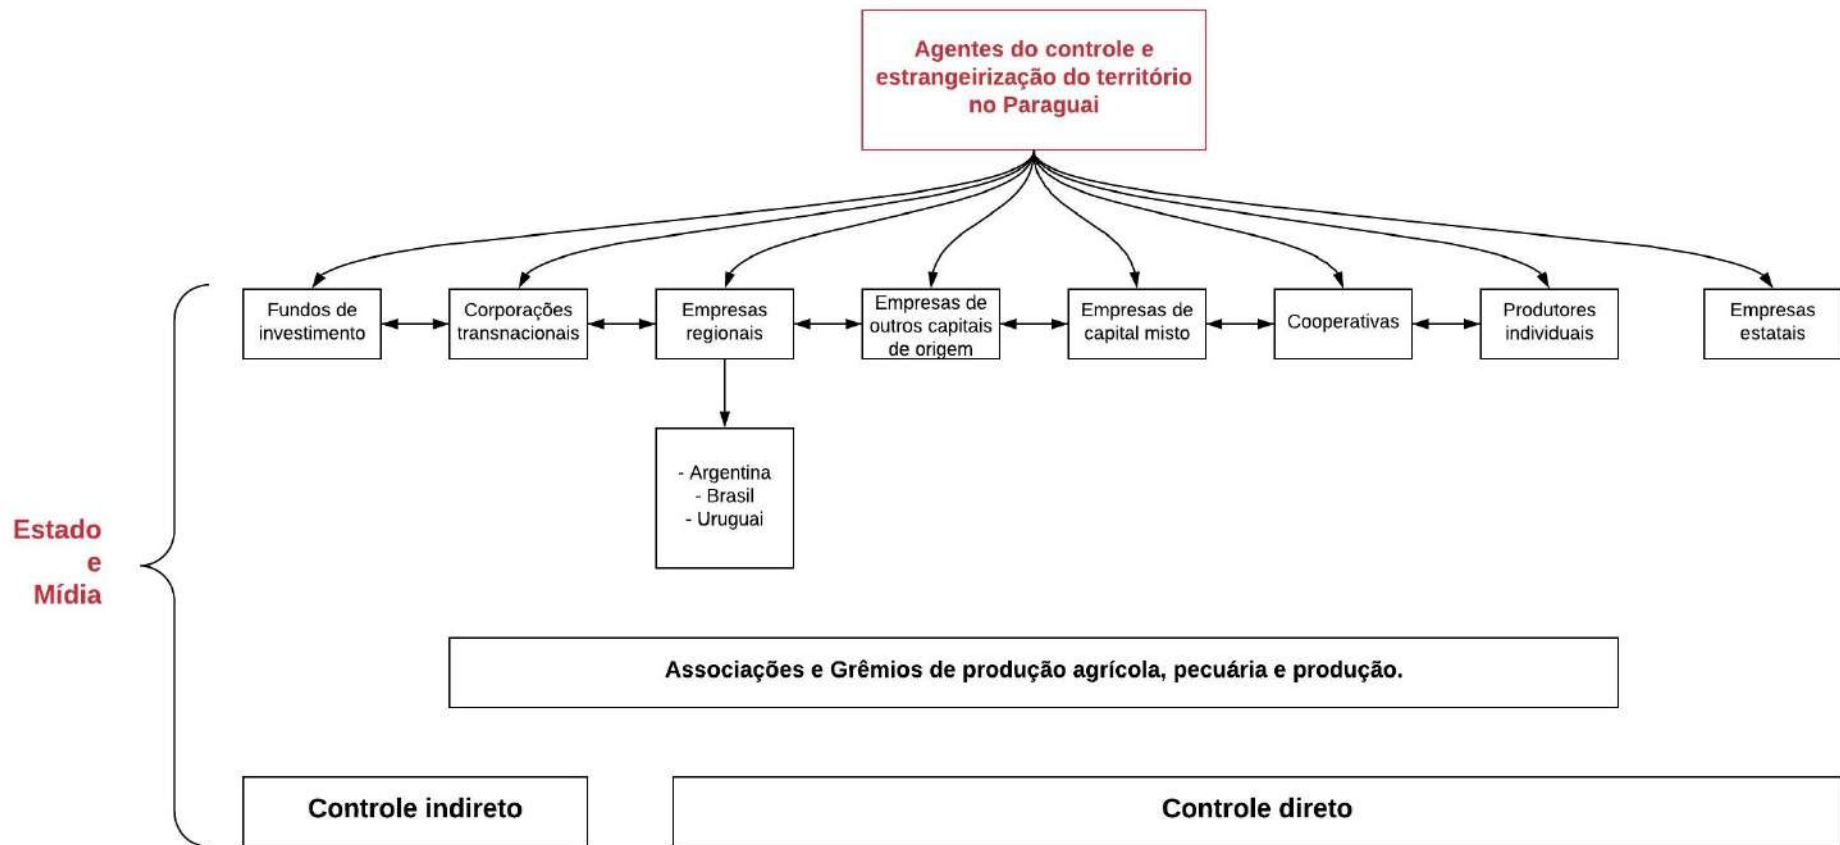 Agentes do controle e
estrangeirização do território
no Paraguai
Fundos de
investimento
Corporações
transnacionais
Empresas
regionais
Empresas de
outros capitais
de origem
Empresas de
capital misto
Cooperativas
Produtores
individuais
Empresas
estatais
- Argentina
- Brasil
- Uruguai
Estado
e
Mídia
Associações e Grêmios de produção agrícola, pecuária e produção.
Controle indireto
Controle direto